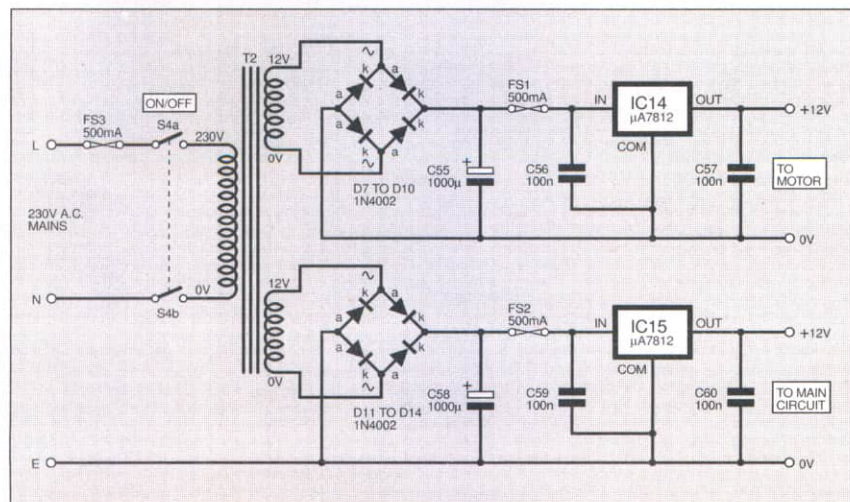 T2
12V
FS3
500mA
ON/OFF
S4a
230V
L
0V
230V A.C.
MAINS
N
S4b
0V
~
a
k
a
k
a
k
k
a
~
D7 TO D10
1N4002
+
C55
1000µ
FS1
500mA
C56
100n
IN
IC14
µA7812
OUT
COM
C57
100n
+12V
TO
MOTOR
0V
12V
0V
~
a
k
a
k
a
k
k
a
~
D11 TO D14
1N4002
+
C58
1000µ
FS2
500mA
C59
100n
IN
IC15
µA7812
OUT
COM
C60
100n
+12V
TO MAIN
CIRCUIT
E
0V